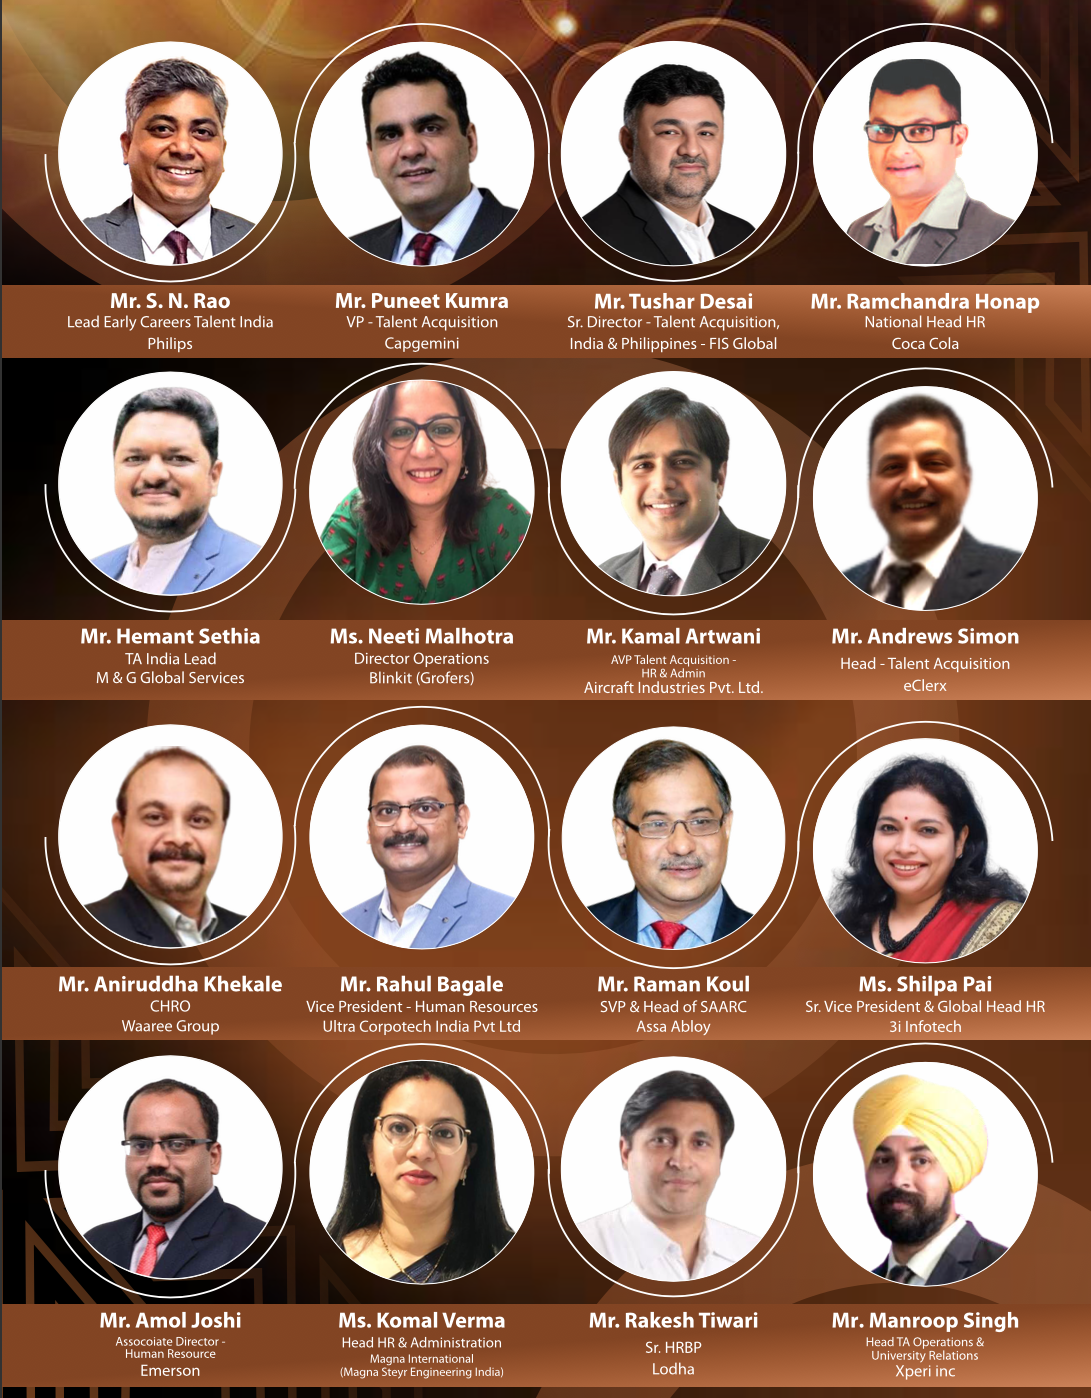 Mr. S. N. Rao
Lead Early Careers Talent India
Philips
Mr. Puneet Kumra
VP - Talent Acquisition
Capgemini
Mr. Tushar Desai
Sr. Director - Talent Acquisition,
India & Philippines - FIS Global
Mr. Ramchandra Honap
National Head HR
Coca Cola
Mr. Hemant Sethia
TA India Lead
M & G Global Services
Ms. Neeti Malhotra
Director Operations
Blinkit (Grofers)
Mr. Kamal Artwani
AVP Talent Acquisition -
HR & Admin
Aircraft Industries Pvt. Ltd.
Mr. Andrews Simon
Head - Talent Acquisition
eClerx
Mr. Aniruddha Khekale
CHRO
Waaree Group
Mr. Rahul Bagale
Vice President - Human Resources
Ultra Corpotech India Pvt Ltd
Mr. Raman Koul
SVP & Head of SAARC
Assa Abloy
Ms. Shilpa Pai
Sr. Vice President & Global Head HR
3i Infotech
Mr. Amol Joshi
Assocoiate Director -
Human Resource
Emerson
Ms. Komal Verma
Head HR & Administration
Magna International
(Magna Steyr Engineering India)
Mr. Rakesh Tiwari
Sr. HRBP
Lodha
Mr. Manroop Singh
Head TA Operations &
University Relations
Xperi inc